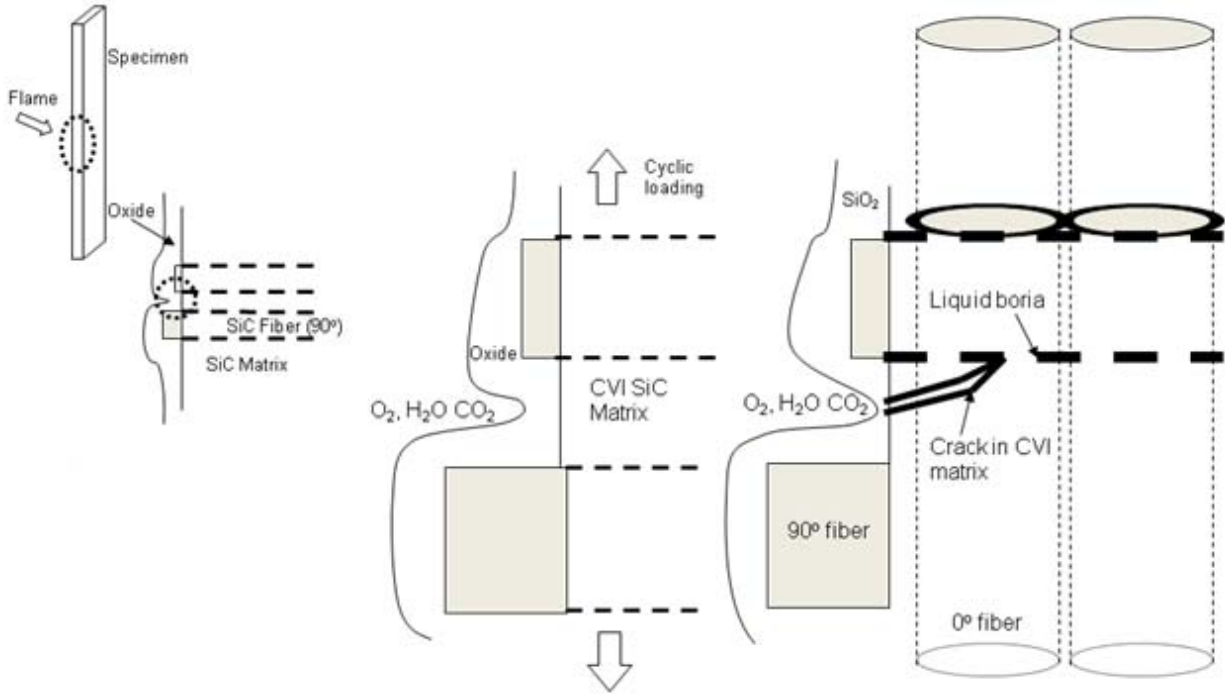 Specimen
Flame
Oxide
SiC Fiber (90º)
SiC Matrix
Cyclic
loading
Oxide
CVI SiC
Matrix
O₂, H₂O CO₂
SiO₂
Liquid boria
O₂, H₂O CO₂
Crack in CVI
matrix
90º fiber
0º fiber